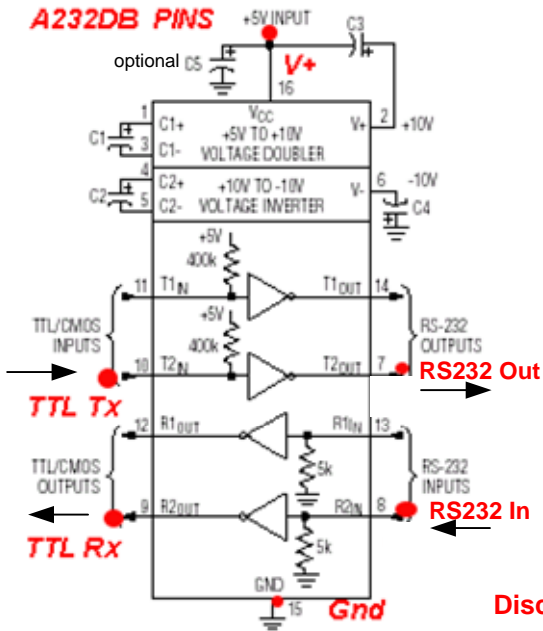 A232DB PINS
+5V INPUT
C3
optional C5
V+
16
1
C1+
VCC
V+
2
+10V
C1
+5V TO +10V
3
C1-
VOLTAGE DOUBLER
4
C2+
+10V TO -10V
V-
6
-10V
C2
5
C2-
VOLTAGE INVERTER
C4
+5V
400k
11
T1IN
T1OUT
14
+5V
TTL/CMOS
INPUTS
400k
RS-232
OUTPUTS
10
T2IN
T2OUT
7
RS232 Out
TTL Tx
12
R1OUT
R1IN
13
TTL/CMOS
OUTPUTS
5k
RS-232
INPUTS
9
R2OUT
R2IN
8
RS232 In
TTL Rx
5k
GND
15
Gnd
Disc